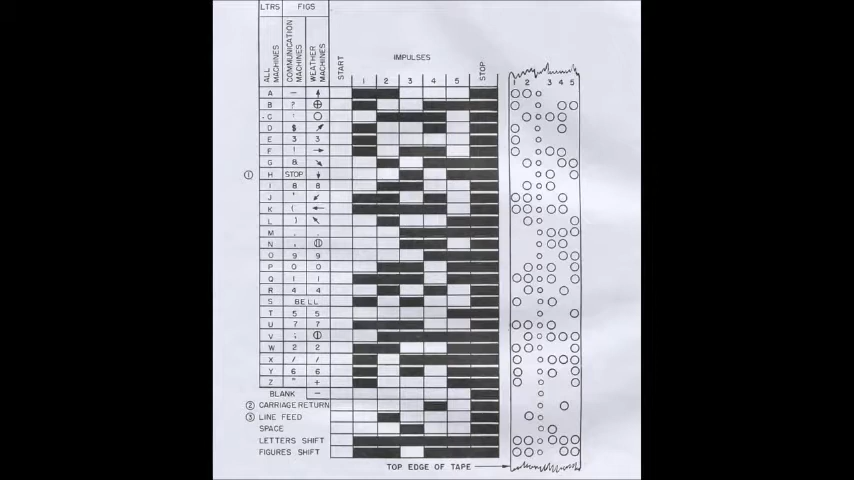 LTRS FIGS
ALL MACHINES COMMUNICATION MACHINES WEATHER MACHINES START IMPULSES STOP
1 2 3 4 5 1 2 3 4 5
A – ↑
B ? ⊕
C ' ○
D $ ↗
E 3 3
F ! →
G & ↘
① H STOP ↓
I 8 8
J ' ↙
K ( ←
L ) ↖
M . .
N , ⦷
O 9 9
P 0 0
Q 1 1
R 4 4
S BELL
T 5 5
U 7 7
V ; ⦶
W 2 2
X / /
Y 6 6
Z " +
BLANK –
② CARRIAGE RETURN
③ LINE FEED
SPACE
LETTERS SHIFT
FIGURES SHIFT
TOP EDGE OF TAPE